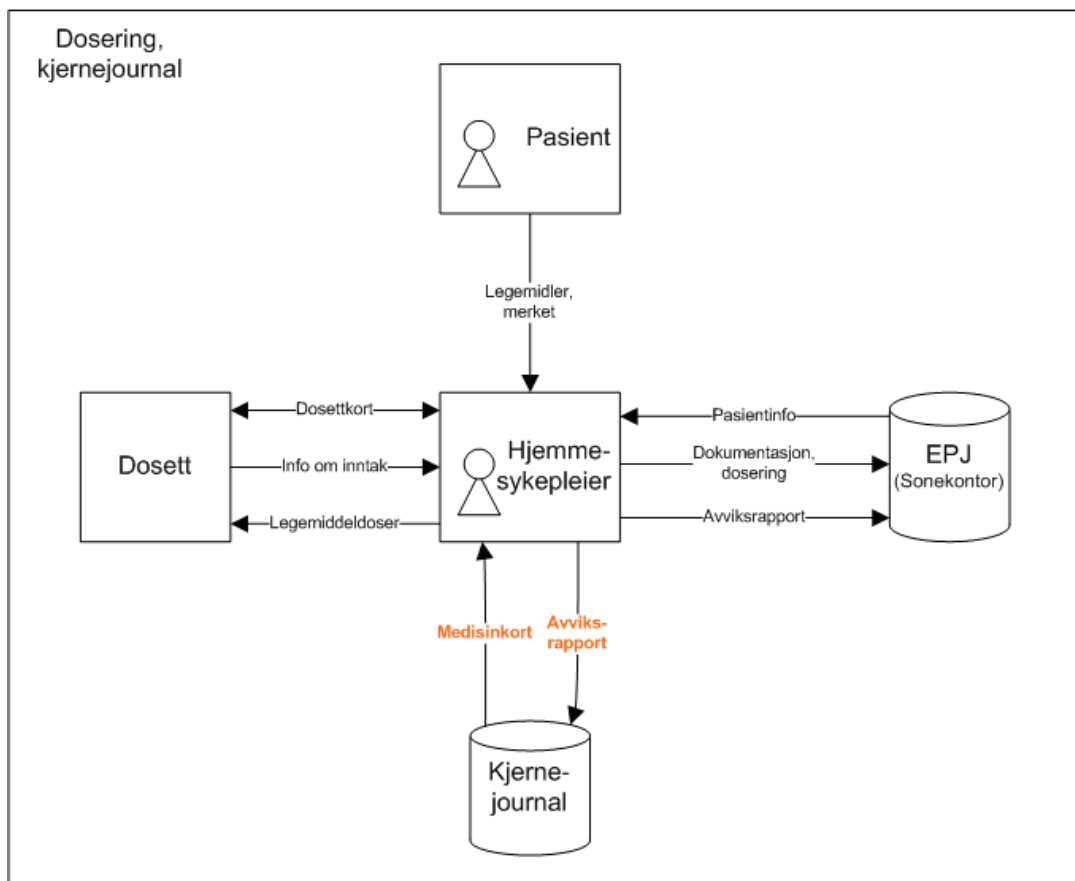 Dosering,
kjernejournal
Pasient
Legemidler,
merket
Dosett
Dosettkort
Info om inntak
Legemiddeldoser
Hjemme-
sykepleier
Pasientinfo
Dokumentasjon,
dosering
Avviksrapport
EPJ
(Sonekontor)
Medisinkort
Avviks-
rapport
Kjerne-
journal